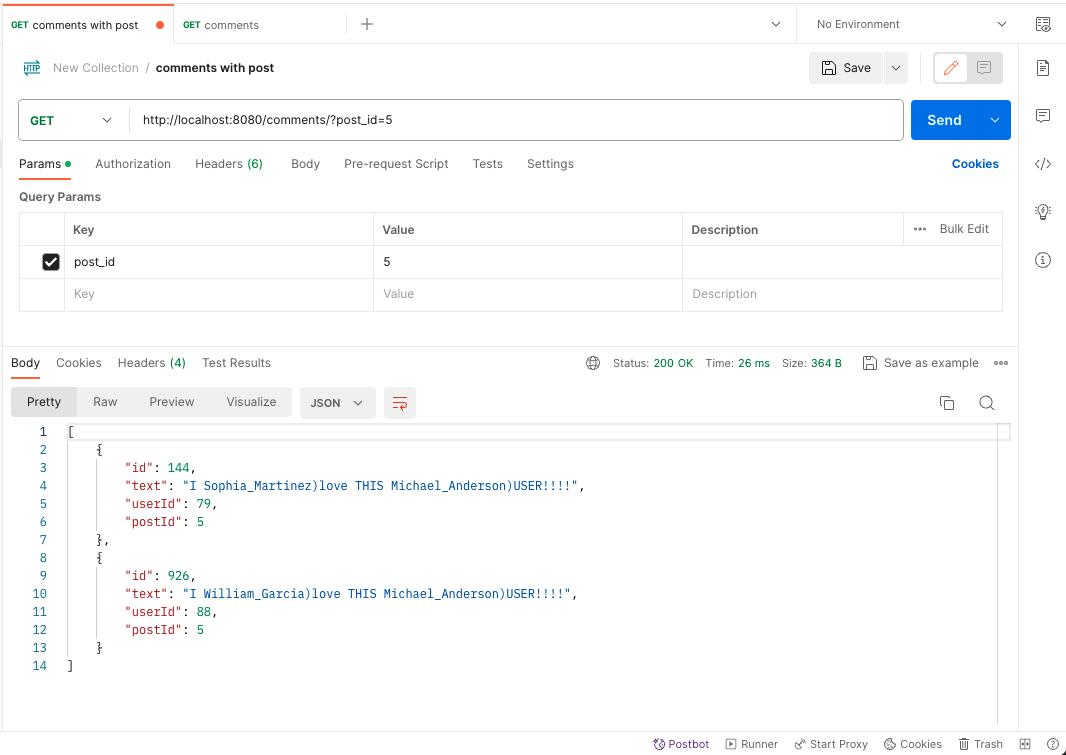 GET comments with post GET comments No Environment
New Collection / comments with post Save
GET http://localhost:8080/comments/?post_id=5 Send
Params Authorization Headers (6) Body Pre-request Script Tests Settings Cookies
Query Params
Key Value Description Bulk Edit
post_id 5
Key Value Description
Body Cookies Headers (4) Test Results Status: 200 OK Time: 26 ms Size: 364 B Save as example
Pretty Raw Preview Visualize JSON
1 [
2 {
3 "id": 144,
4 "text": "I Sophia_Martinez)love THIS Michael_Anderson)USER!!!!",
5 "userId": 79,
6 "postId": 5
7 },
8 {
9 "id": 926,
10 "text": "I William_Garcia)love THIS Michael_Anderson)USER!!!!",
11 "userId": 88,
12 "postId": 5
13 }
14 ]
Postbot Runner Start Proxy Cookies Trash